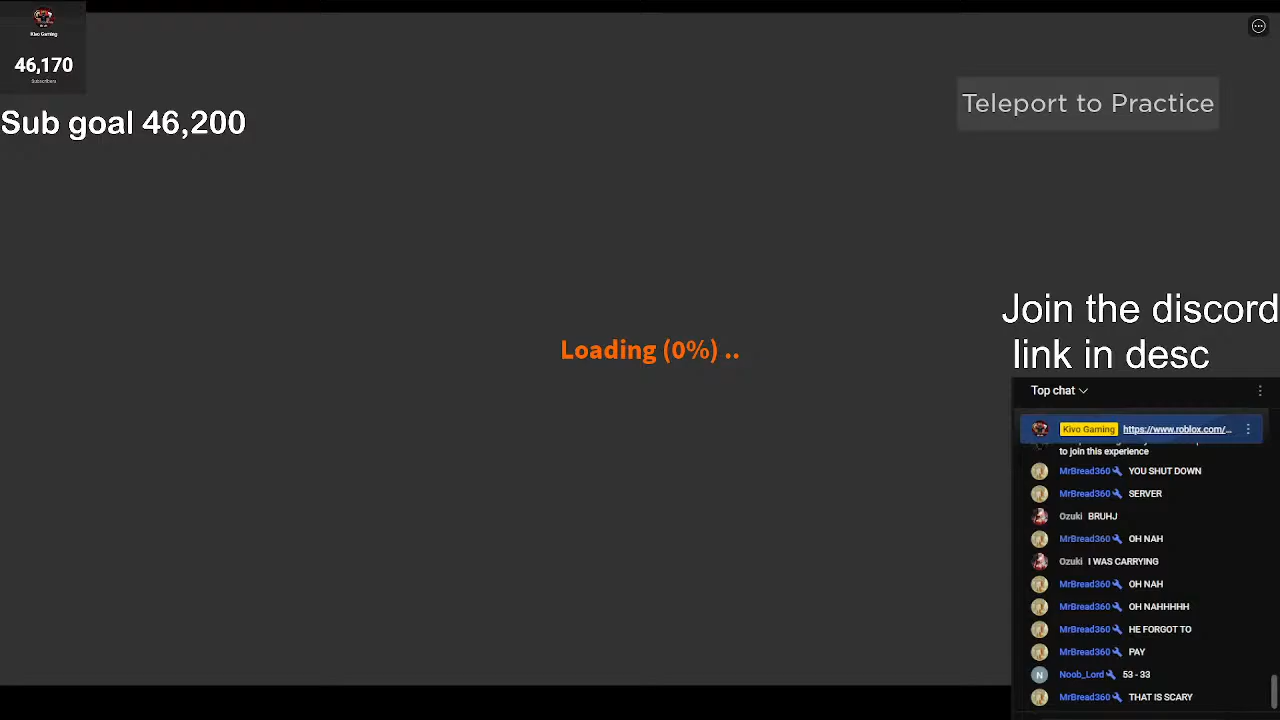 Kivo Gaming
46,170
Subscribers
Sub goal 46,200
Teleport to Practice
Loading (0%) ..
Join the discord
link in desc
Top chat
Kivo Gaming https://www.roblox.com/...
to join this experience
MrBread360 YOU SHUT DOWN
MrBread360 SERVER
Ozuki BRUHJ
MrBread360 OH NAH
Ozuki I WAS CARRYING
MrBread360 OH NAH
MrBread360 OH NAHHHHH
MrBread360 HE FORGOT TO
MrBread360 PAY
N Noob_Lord 53 - 33
MrBread360 THAT IS SCARY